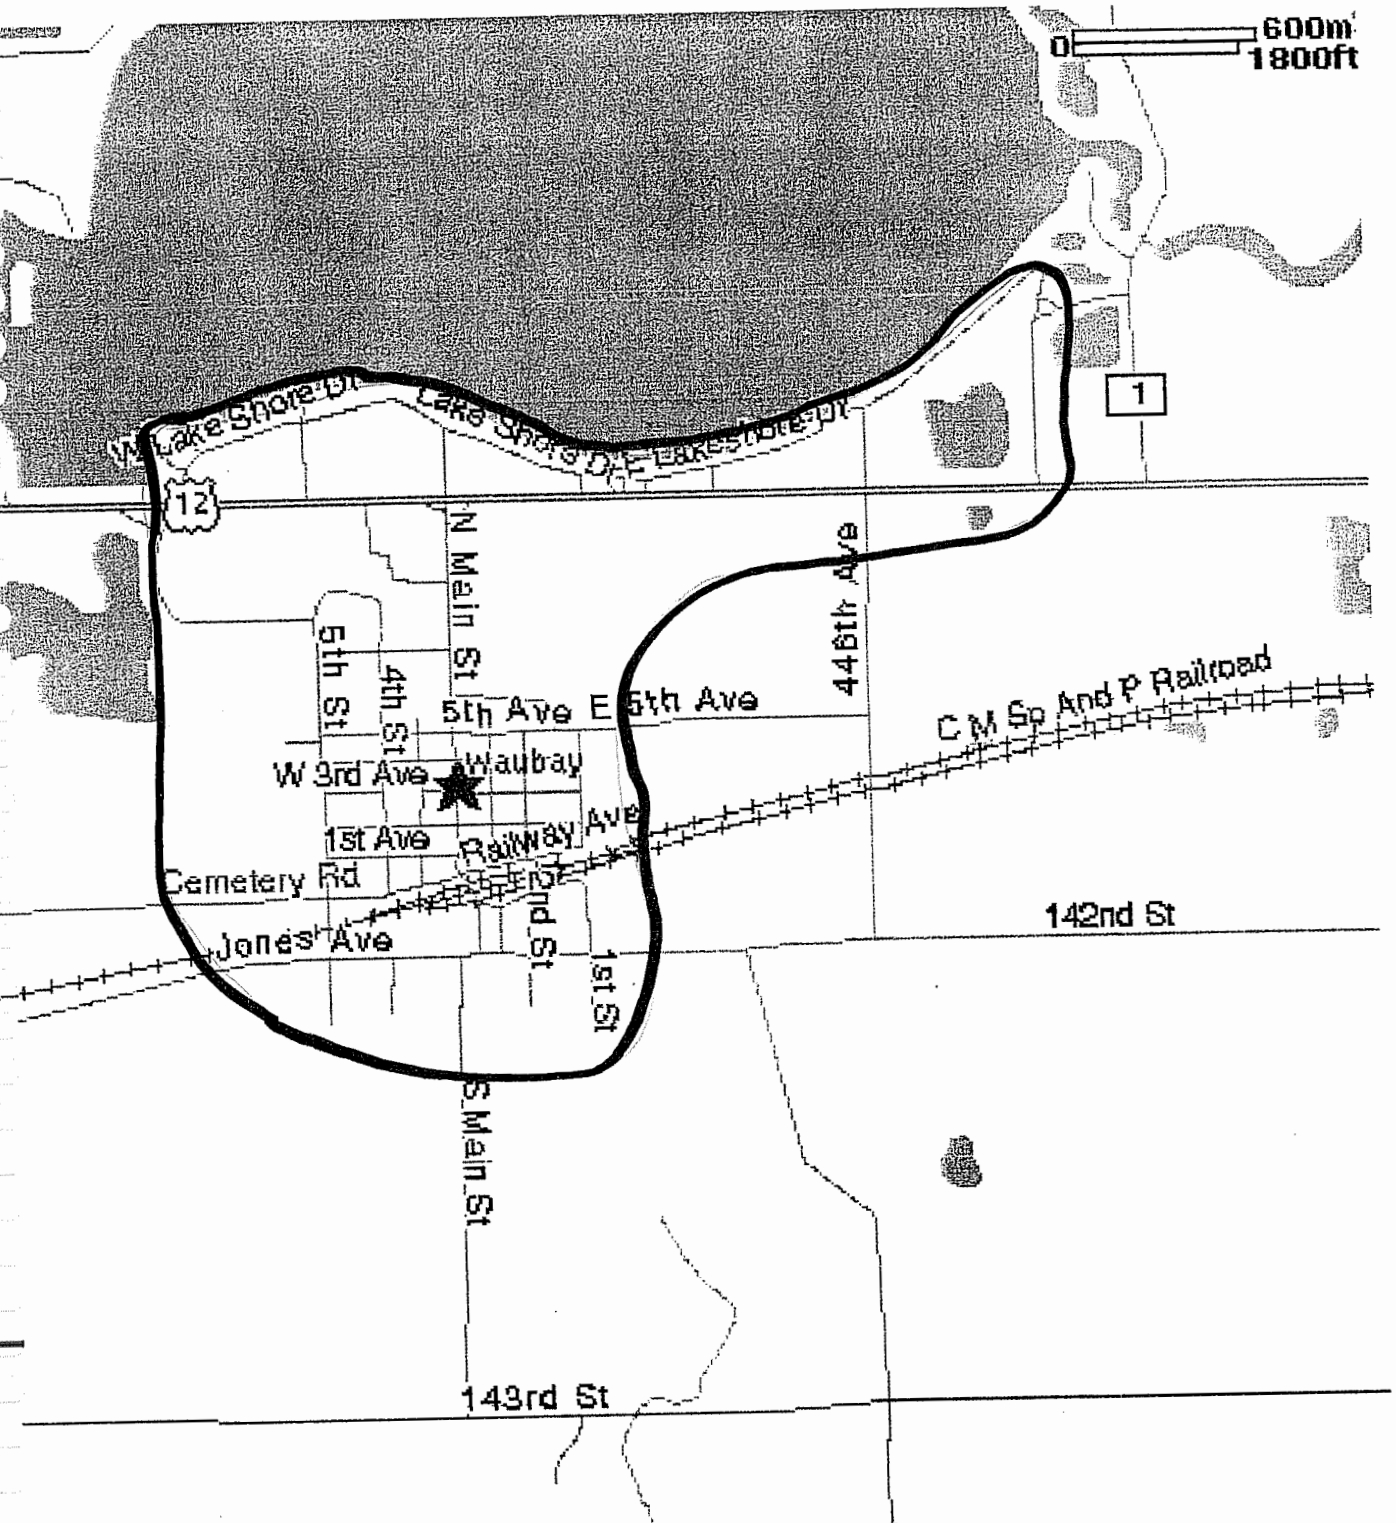 600m
0
1800ft
W Lake Shore Dr
Lake Shore Dr
E Lakeshore Dr
1
12
N Main St
446th Ave
5th St
4th St
5th Ave
E 5th Ave
C M So And P Railroad
W 3rd Ave
Waubay
1st Ave
Railway Ave
Cemetery Rd
2nd St
Jones Ave
142nd St
1st St
S Main St
143rd St